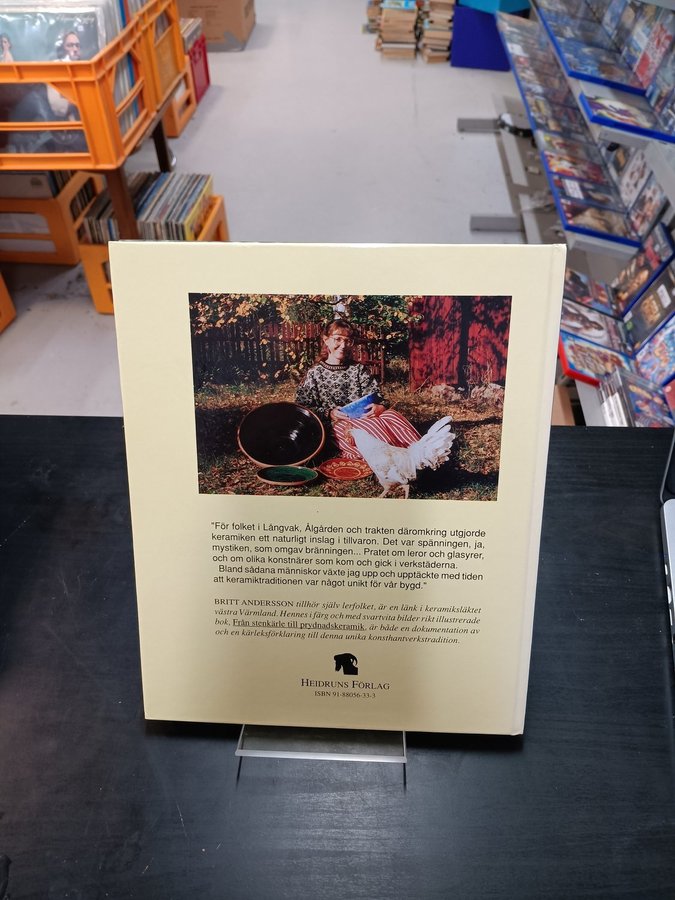 "För folket i Långvak, Älgården och trakten däromkring utgjorde
keramiken ett naturligt inslag i tillvaron. Det var spänningen, ja,
mystiken, som omgav bränningen... Pratet om leror och glasyrer,
och om olika konstnärer som kom och gick i verkstäderna.
Bland sådana människor växte jag upp och upptäckte med tiden
att keramiktraditionen var något unikt för vår bygd."
BRITT ANDERSSON tillhör själv lerfolket, är en länk i keramiksläktet
västra Värmland. Hennes i färg och med svartvita bilder rikt illustrerade
bok, Från stenkärle till prydnadskeramik, är både en dokumentation av
och en kärleksförklaring till denna unika konsthantverkstradition.
HEIDRUNS FÖRLAG
ISBN 91-88056-33-3